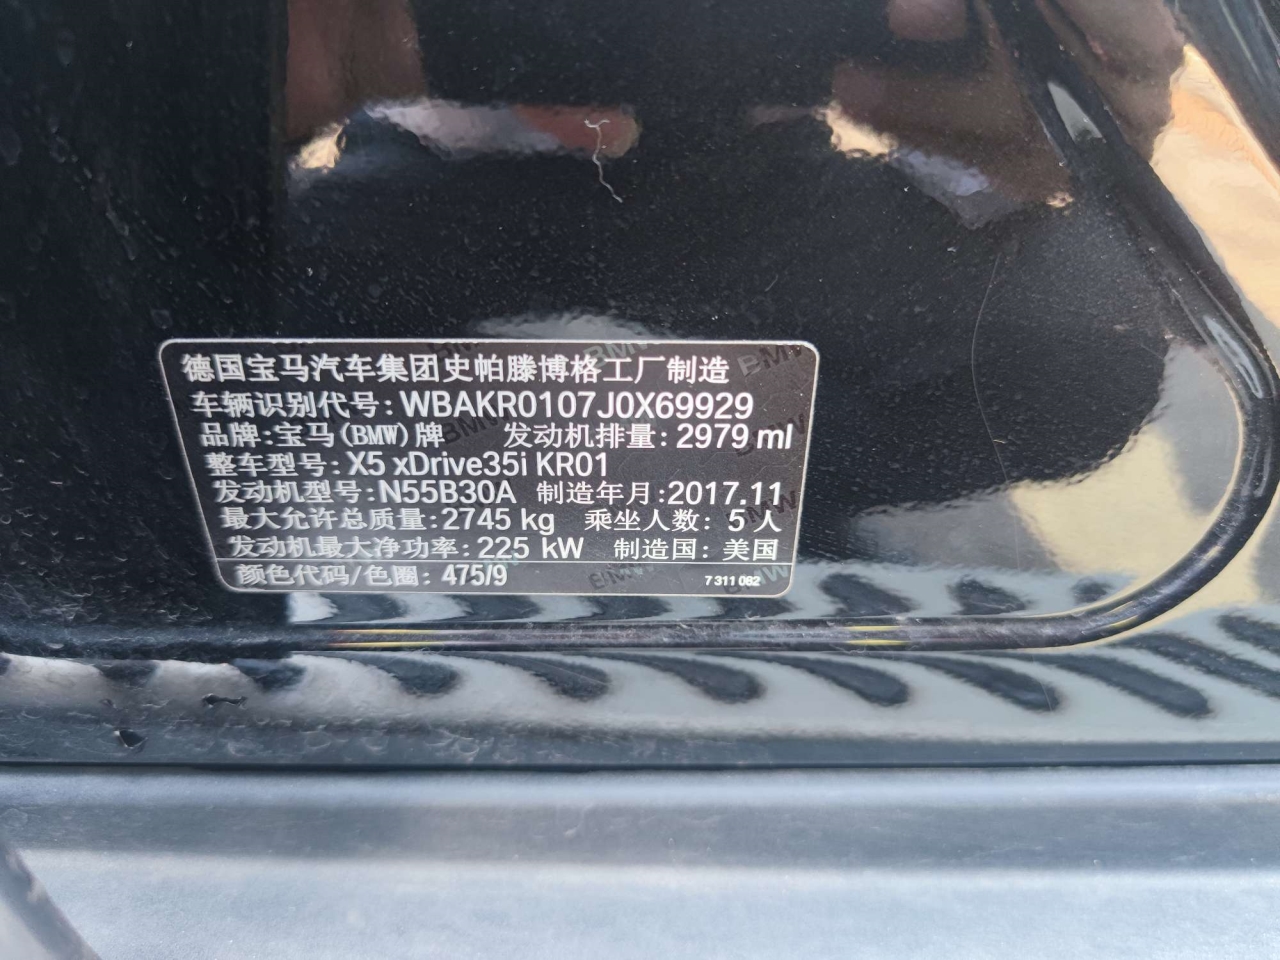 德国宝马汽车集团史帕滕博格工厂制造
车辆识别代号: WBAKR0107J0X69929
品牌:宝马(BMW)牌 发动机排量: 2979 ml
整车型号: X5 xDrive35i KR01
发动机型号: N55B30A 制造年月:2017.11
最大允许总质量: 2745 kg 乘坐人数: 5 人
发动机最大净功率: 225 kW 制造国: 美国
颜色代码/色圈: 475/9 7 311 082